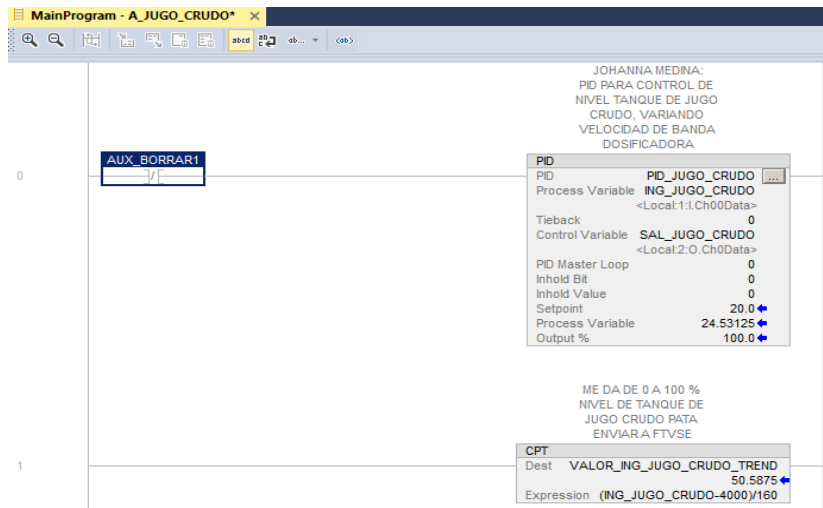 MainProgram - A_JUGO_CRUDO*
abcd
ab...
JOHANNA MEDINA:
PID PARA CONTROL DE
NIVEL TANQUE DE JUGO
CRUDO, VARIANDO
VELOCIDAD DE BANDA
DOSIFICADORA
0
AUX_BORRAR1
PID
PID PID_JUGO_CRUDO ...
Process Variable ING_JUGO_CRUDO
<Local:1:I.Ch00Data>
Tieback 0
Control Variable SAL_JUGO_CRUDO
<Local:2:O.Ch0Data>
PID Master Loop 0
Inhold Bit 0
Inhold Value 0
Setpoint 20.0
Process Variable 24.53125
Output % 100.0
ME DA DE 0 A 100 %
NIVEL DE TANQUE DE
JUGO CRUDO PATA
ENVIAR A FTVSE
1
CPT
Dest VALOR_ING_JUGO_CRUDO_TREND
50.5875
Expression (ING_JUGO_CRUDO-4000)/160